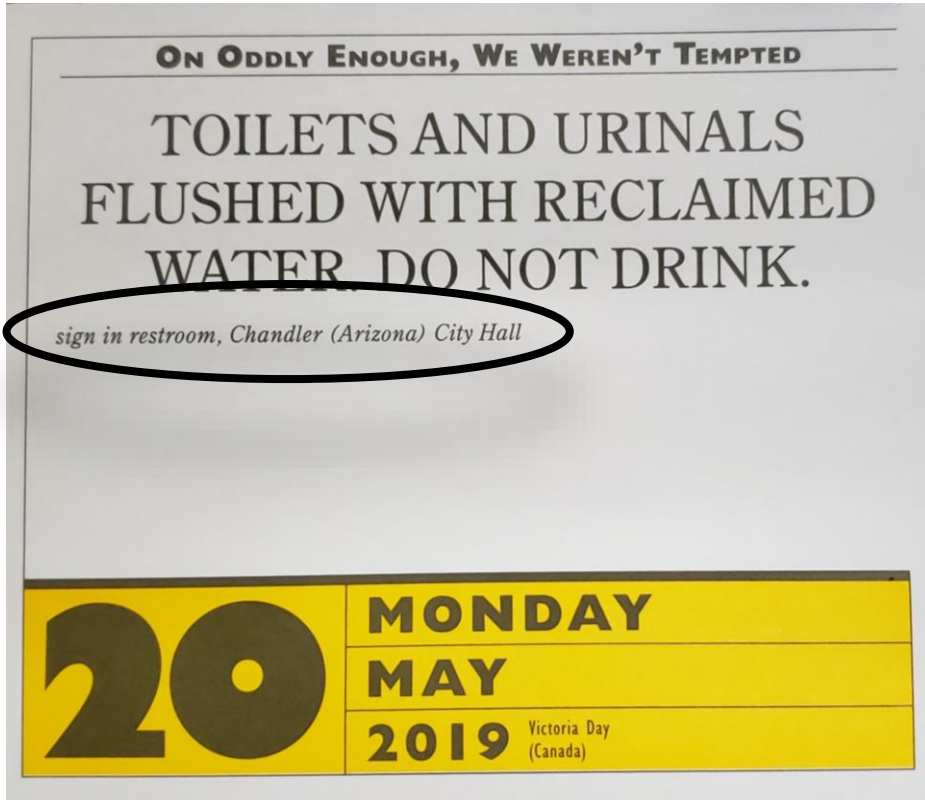 ON ODDLY ENOUGH, WE WEREN'T TEMPTED
TOILETS AND URINALS
FLUSHED WITH RECLAIMED
WATER. DO NOT DRINK.
sign in restroom, Chandler (Arizona) City Hall
20
MONDAY
MAY
2019 Victoria Day
(Canada)